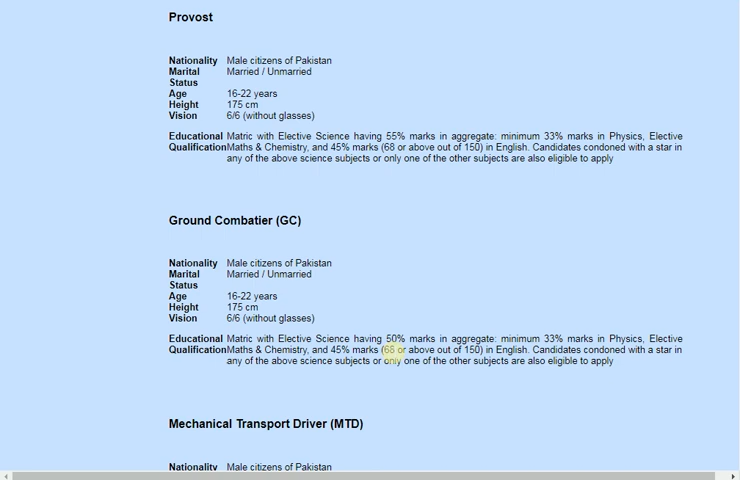 Provost
Nationality Male citizens of Pakistan
Marital Married / Unmarried
Status
Age 16-22 years
Height 175 cm
Vision 6/6 (without glasses)
Educational Matric with Elective Science having 55% marks in aggregate: minimum 33% marks in Physics, Elective
Qualification Maths & Chemistry, and 45% marks (68 or above out of 150) in English. Candidates condoned with a star in
any of the above science subjects or only one of the other subjects are also eligible to apply
Ground Combatier (GC)
Nationality Male citizens of Pakistan
Marital Married / Unmarried
Status
Age 16-22 years
Height 175 cm
Vision 6/6 (without glasses)
Educational Matric with Elective Science having 50% marks in aggregate: minimum 33% marks in Physics, Elective
Qualification Maths & Chemistry, and 45% marks (68 or above out of 150) in English. Candidates condoned with a star in
any of the above science subjects or only one of the other subjects are also eligible to apply
Mechanical Transport Driver (MTD)
Nationality Male citizens of Pakistan